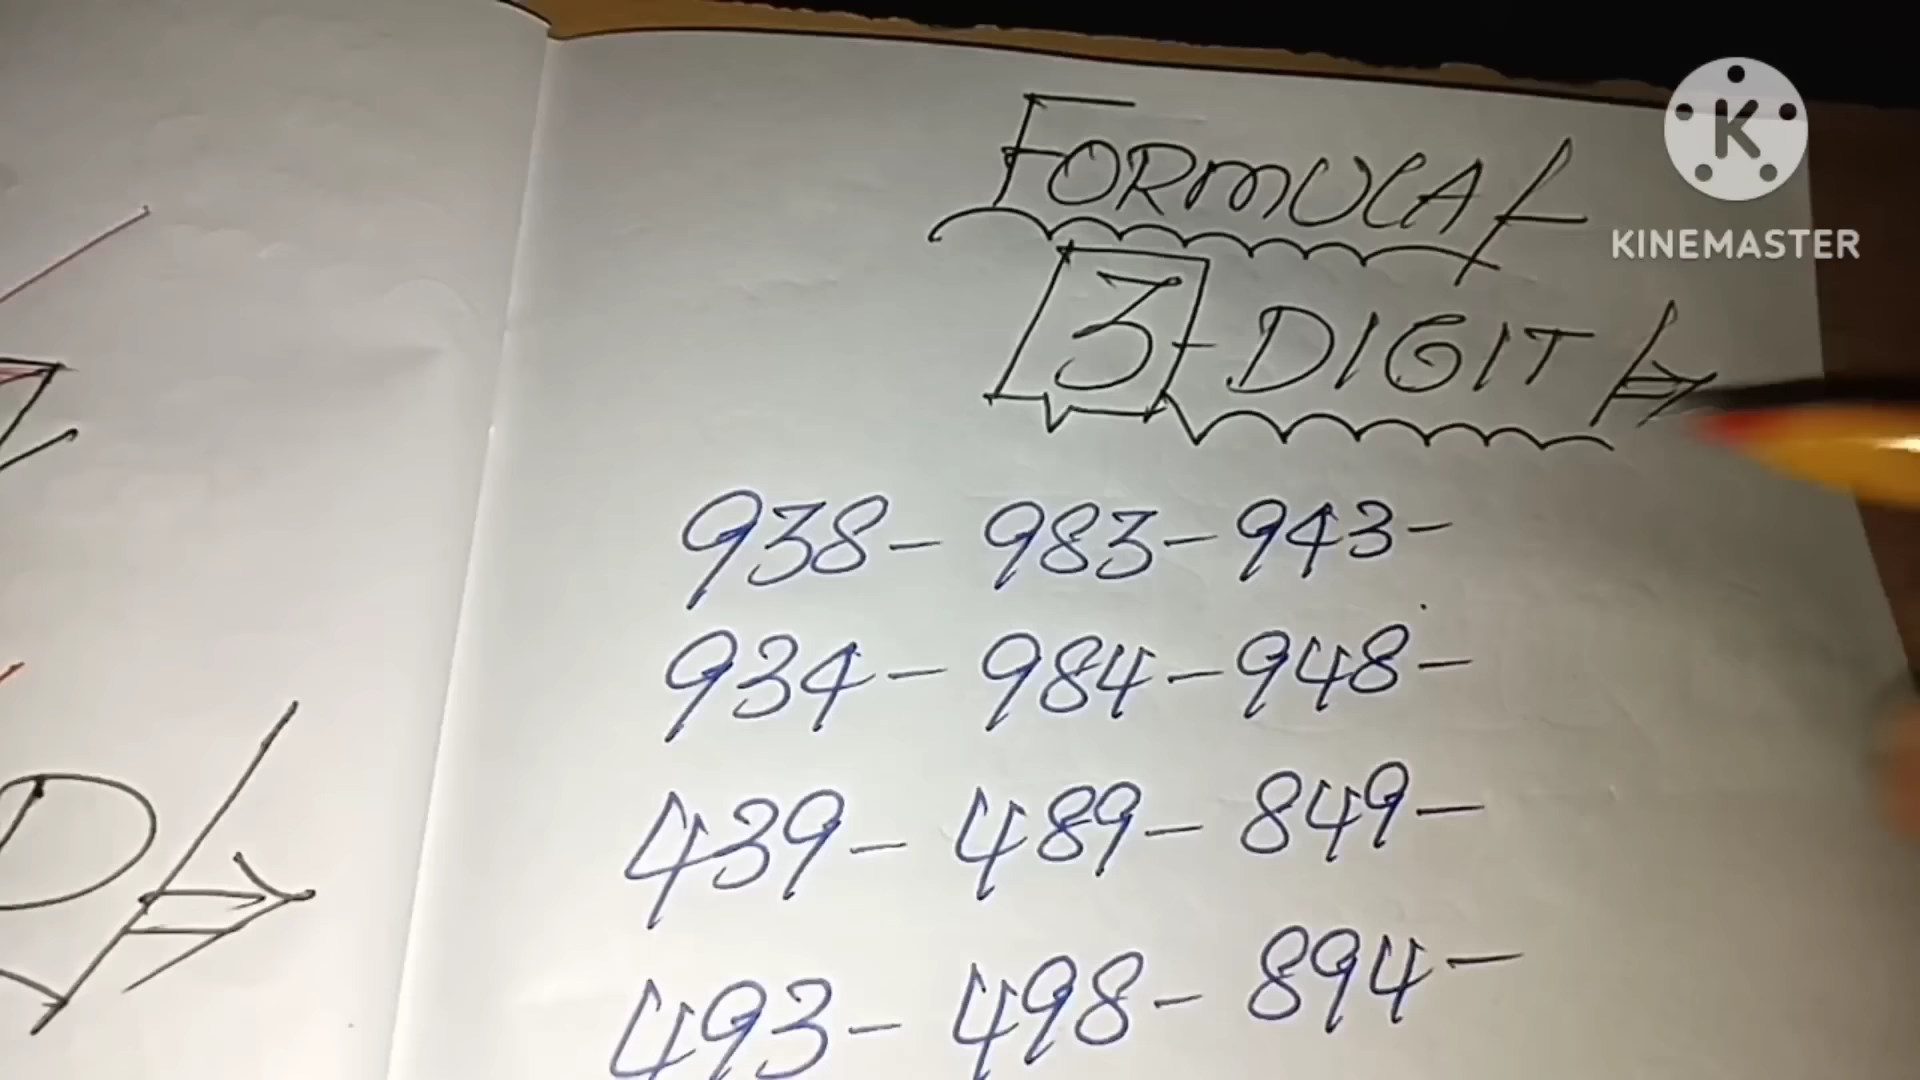 FORMULA
3-DIGIT
K
KINEMASTER
938 - 983 - 943 -
934 - 984 - 948 -
439 - 489 - 849 -
493 - 498 - 894 -
D